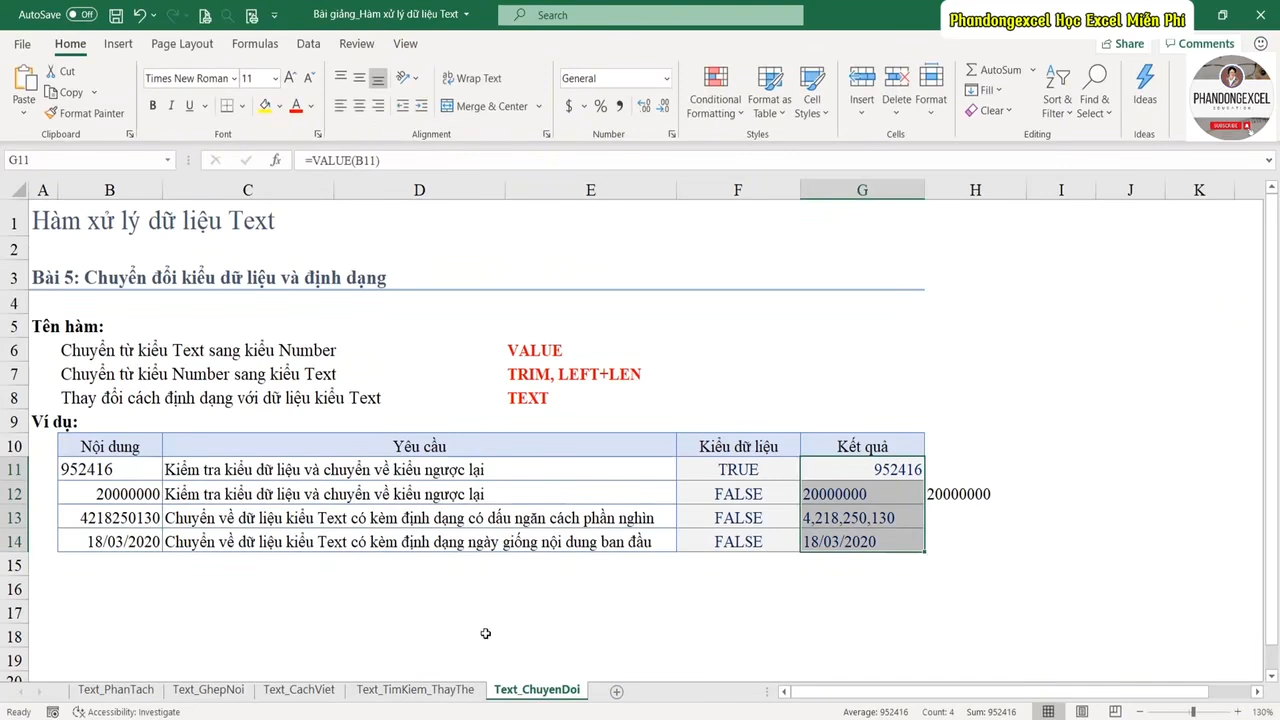 AutoSave Off
Bài giảng_Hàm xử lý dữ liệu Text
Search
Phandongexcel Học Excel Miễn Phí
File Home Insert Page Layout Formulas Data Review View Share Comments
Paste Cut Copy Format Painter
Times New Roman 11
B I U
Wrap Text
Merge & Center
General
$ %
Conditional Formatting Format as Table Cell Styles
Insert Delete Format
AutoSum Fill Clear
Sort & Filter Find & Select
Ideas
PHANDONGEXCEL
EDUCATION
SUBSCRIBE
Clipboard Font Alignment Number Styles Cells Editing Ideas
G11 fx =VALUE(B11)
A B C D E F G H I J K
1 Hàm xử lý dữ liệu Text
2
3 Bài 5: Chuyển đổi kiểu dữ liệu và định dạng
4
5 Tên hàm:
6 Chuyển từ kiểu Text sang kiểu Number VALUE
7 Chuyển từ kiểu Number sang kiểu Text TRIM, LEFT+LEN
8 Thay đổi cách định dạng với dữ liệu kiểu Text TEXT
9 Ví dụ:
10 Nội dung Yêu cầu Kiểu dữ liệu Kết quả
11 952416 Kiểm tra kiểu dữ liệu và chuyển về kiểu ngược lại TRUE 952416
12 20000000 Kiểm tra kiểu dữ liệu và chuyển về kiểu ngược lại FALSE 20000000 20000000
13 4218250130 Chuyển về dữ liệu kiểu Text có kèm định dạng có dấu ngăn cách phần nghìn FALSE 4,218,250,130
14 18/03/2020 Chuyển về dữ liệu kiểu Text có kèm định dạng ngày giống nội dung ban đầu FALSE 18/03/2020
15
16
17
18
19
20
Text_PhanTach Text_GhepNoi Text_CachViet Text_TimKiem_ThayThe Text_ChuyenDoi
Ready Accessibility: Investigate Average: 952416 Count: 4 Sum: 952416 130%